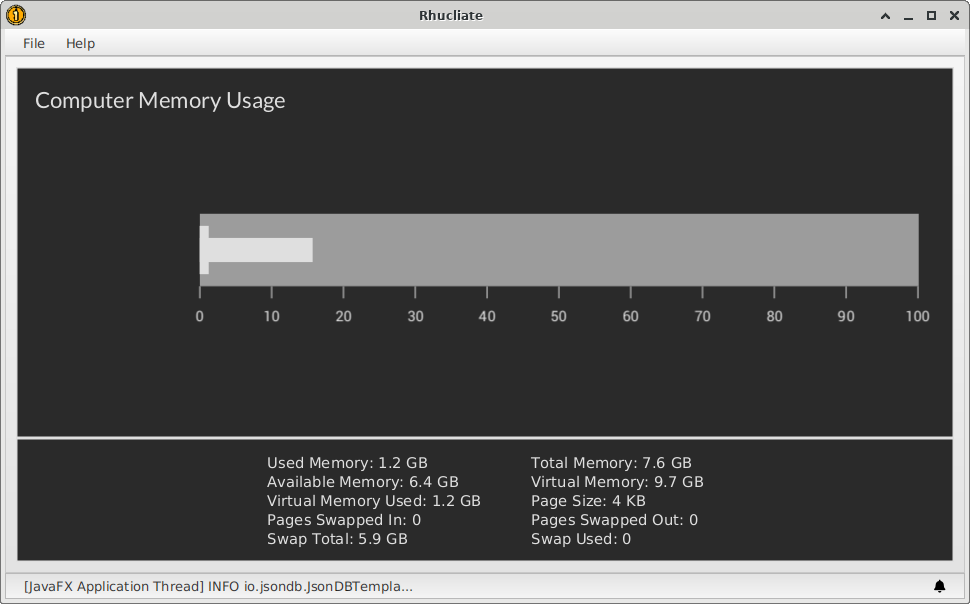 Rhucliate
File Help
Computer Memory Usage
0 10 20 30 40 50 60 70 80 90 100
Used Memory: 1.2 GB Total Memory: 7.6 GB
Available Memory: 6.4 GB Virtual Memory: 9.7 GB
Virtual Memory Used: 1.2 GB Page Size: 4 KB
Pages Swapped In: 0 Pages Swapped Out: 0
Swap Total: 5.9 GB Swap Used: 0
[JavaFX Application Thread] INFO io.jsondb.JsonDBTempla...